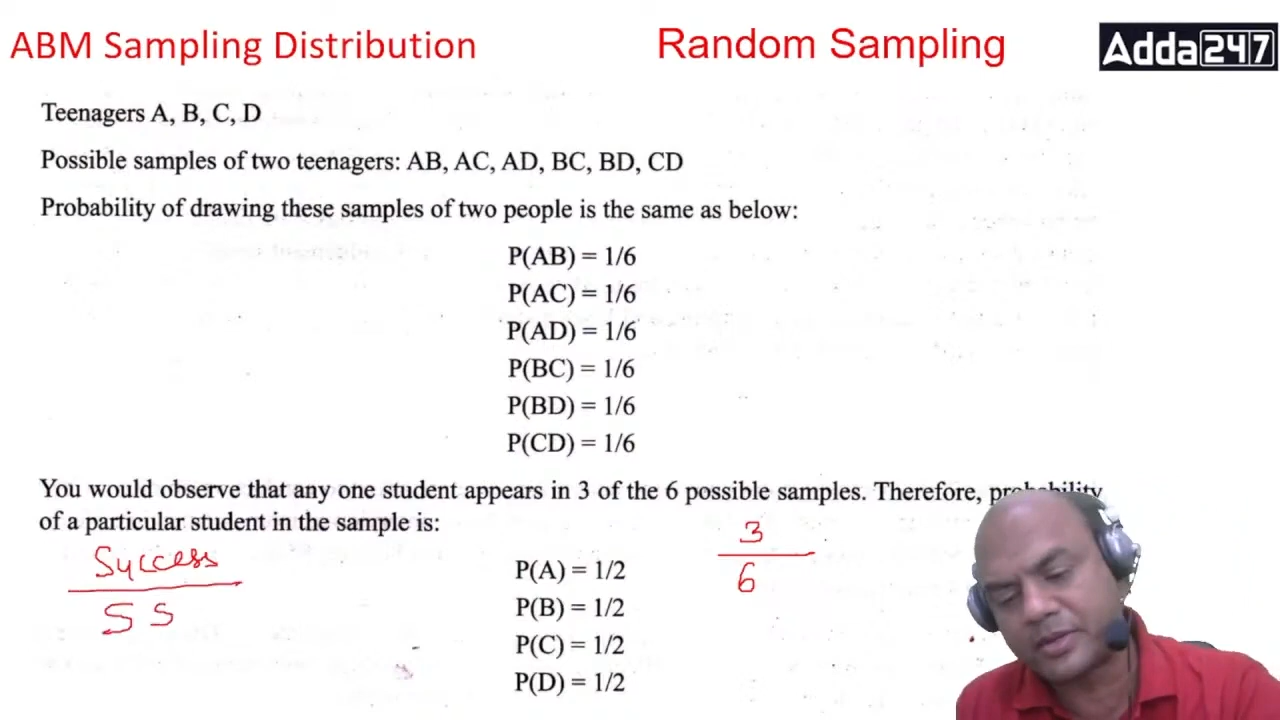 ABM Sampling Distribution
Random Sampling
Adda247
Teenagers A, B, C, D
Possible samples of two teenagers: AB, AC, AD, BC, BD, CD
Probability of drawing these samples of two people is the same as below:
P(AB) = 1/6
P(AC) = 1/6
P(AD) = 1/6
P(BC) = 1/6
P(BD) = 1/6
P(CD) = 1/6
You would observe that any one student appears in 3 of the 6 possible samples. Therefore, probability
of a particular student in the sample is:
Success
SS
3
6
P(A) = 1/2
P(B) = 1/2
P(C) = 1/2
P(D) = 1/2